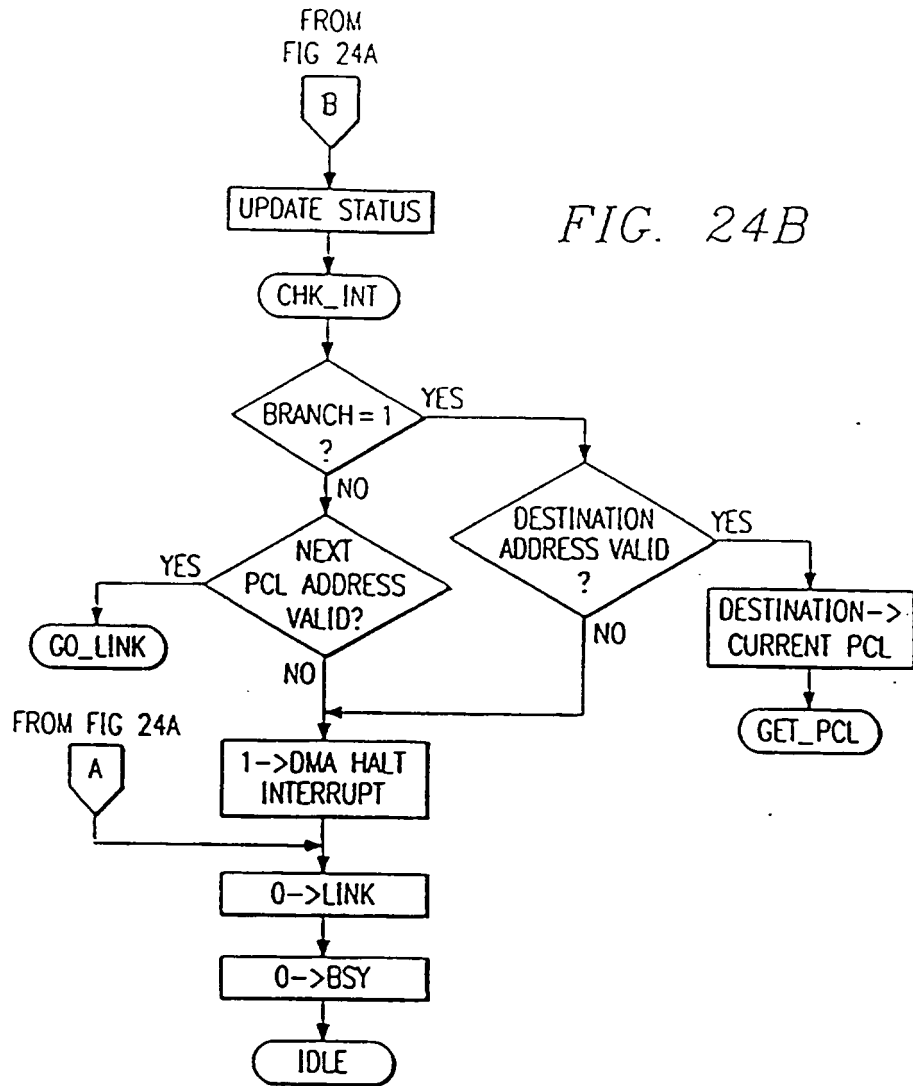 FROM
FIG 24A
B
UPDATE STATUS
FIG. 24B
CHK_INT
BRANCH = 1
?
YES
NO
DESTINATION
ADDRESS VALID
?
YES
NO
NEXT
PCL ADDRESS
VALID?
YES
NO
GO_LINK
DESTINATION->
CURRENT PCL
GET_PCL
FROM FIG 24A
A
1->DMA HALT
INTERRUPT
0->LINK
0->BSY
IDLE